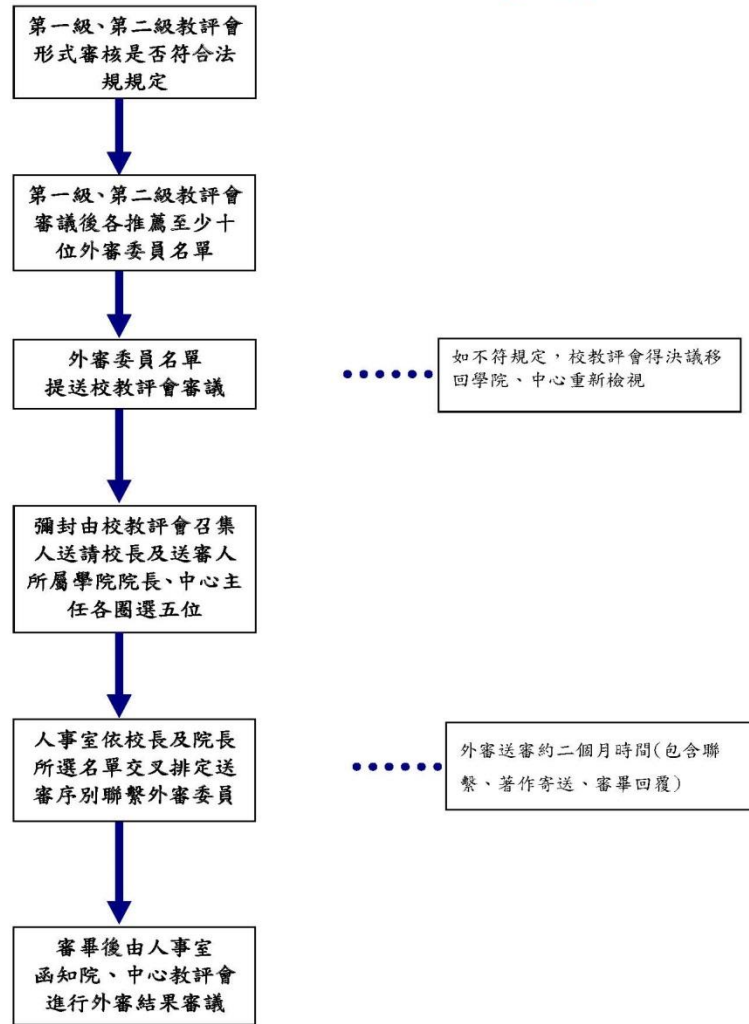 第一級、第二級教評會
形式審核是否符合法
規規定
第一級、第二級教評會
審議後各推薦至少十
位外審委員名單
外審委員名單
提送校教評會審議
如不符規定，校教評會得決議移
回學院、中心重新檢視
彌封由校教評會召集
人送請校長及送審人
所屬學院院長、中心主
任各圈選五位
人事室依校長及院長
所選名單交叉排定送
審序別聯繫外審委員
外審送審約二個月時間(包含聯
繫、著作寄送、審畢回覆)
審畢後由人事室
函知院、中心教評會
進行外審結果審議